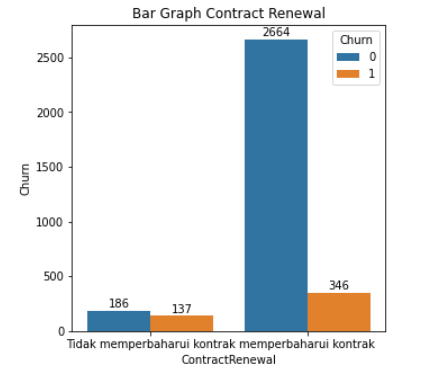 Bar Graph Contract Renewal
2664
Churn
0
1
2500
2000
1500
1000
500
0
Churn
346
186
137
Tidak memperbaharui kontrak memperbaharui kontrak
ContractRenewal